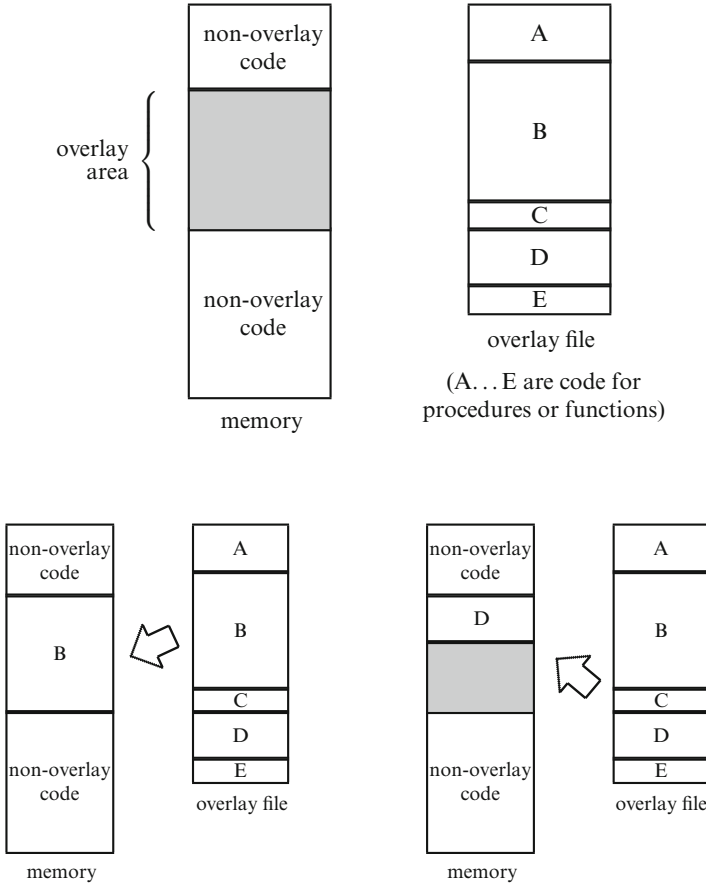 non-overlay
code
overlay
area
non-overlay
code
memory
A
B
C
D
E
overlay file
(A...E are code for
procedures or functions)
non-overlay
code
B
non-overlay
code
memory
A
B
C
D
E
overlay file
non-overlay
code
D
non-overlay
code
memory
A
B
C
D
E
overlay file